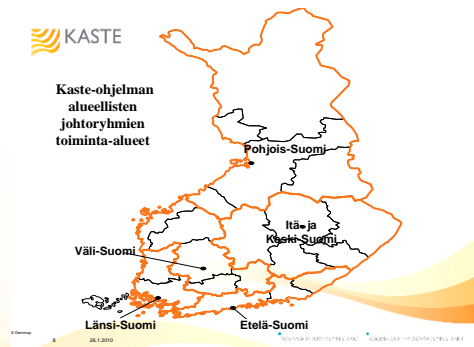 KASTE
Kaste-ohjelman
alueellisten
johtoryhmien
toiminta-alueet
Pohjois-Suomi
Itä- ja
Keski-Suomi
Väli-Suomi
Länsi-Suomi
Etelä-Suomi
8
26.1.2010